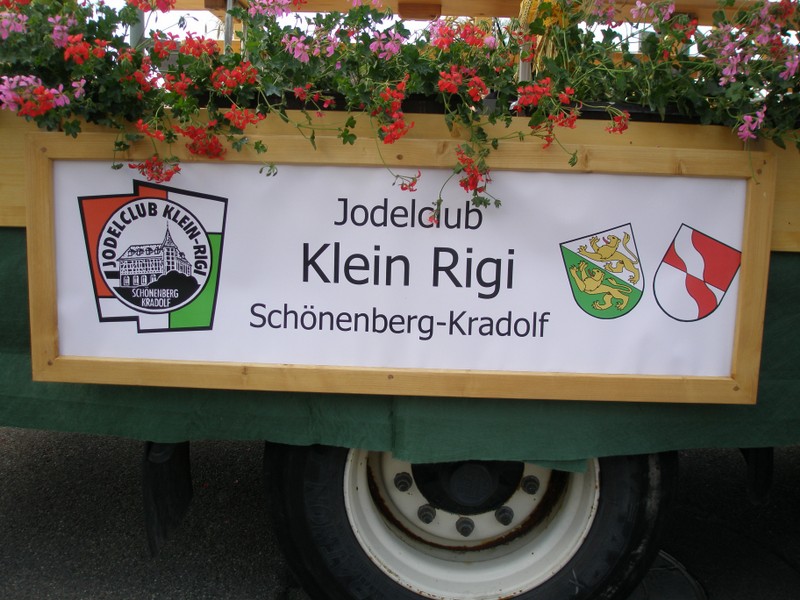 JODELCLUB KLEIN-RIGI
SCHÖNENBERG
KRADOLF
Jodelclub
Klein Rigi
Schönenberg-Kradolf